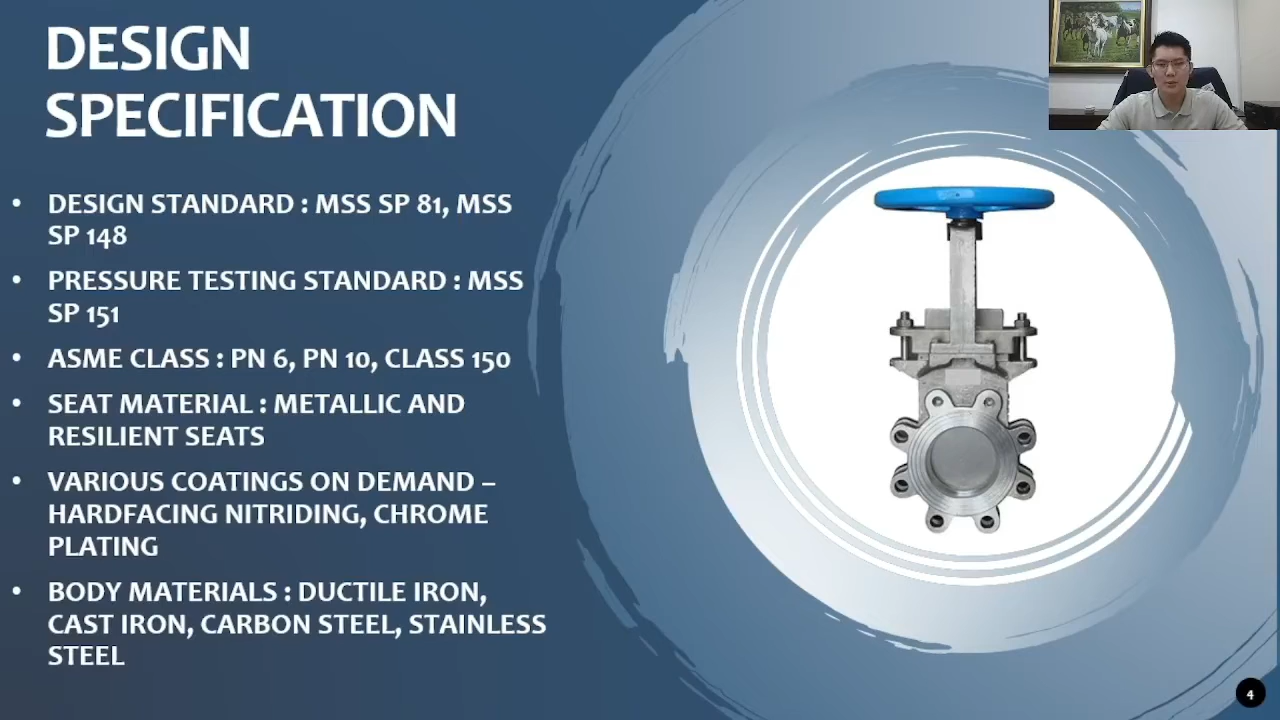 DESIGN
SPECIFICATION
• DESIGN STANDARD : MSS SP 81, MSS
SP 148
• PRESSURE TESTING STANDARD : MSS
SP 151
• ASME CLASS : PN 6, PN 10, CLASS 150
• SEAT MATERIAL : METALLIC AND
RESILIENT SEATS
• VARIOUS COATINGS ON DEMAND –
HARDFACING NITRIDING, CHROME
PLATING
• BODY MATERIALS : DUCTILE IRON,
CAST IRON, CARBON STEEL, STAINLESS
STEEL
4